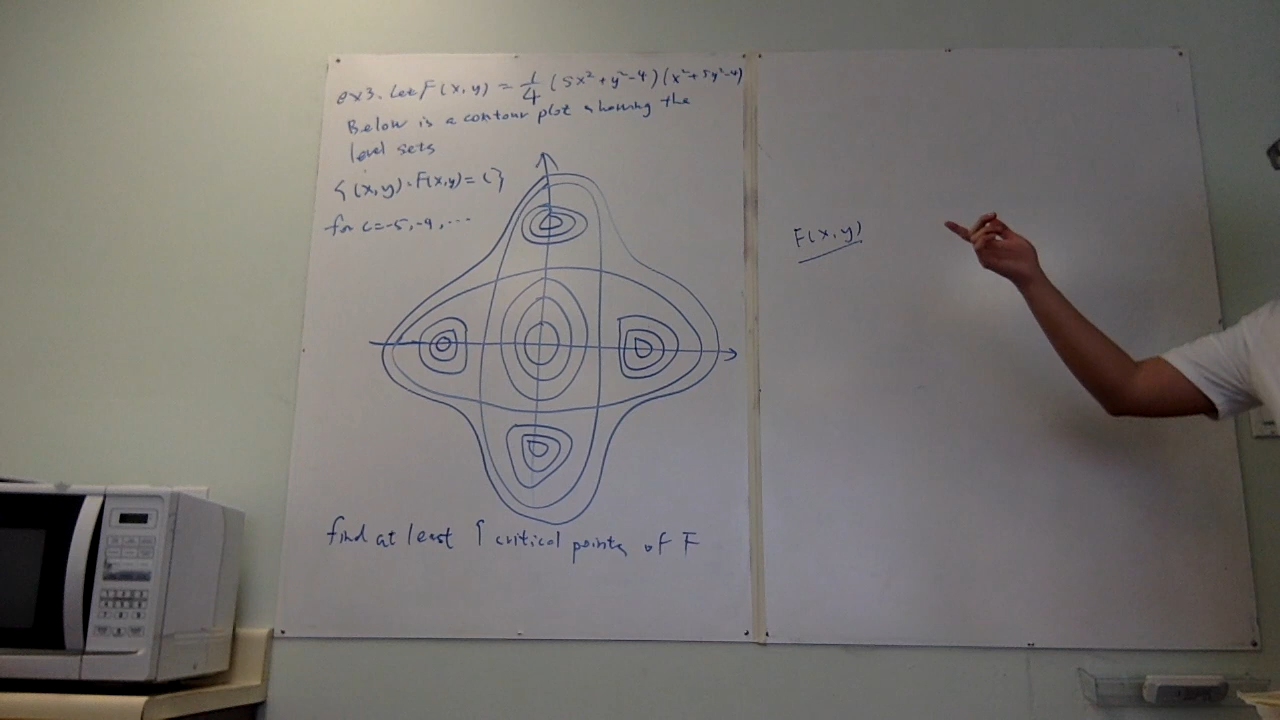 ex3. Let F(x,y) = 1/4 (5x²+y²-4)(x²+5y²-4)
Below is a contour plot showing the
level sets
{(x,y): F(x,y)=c}
for c=-5,-4,...
find at least 5 critical points of F
F(x,y)